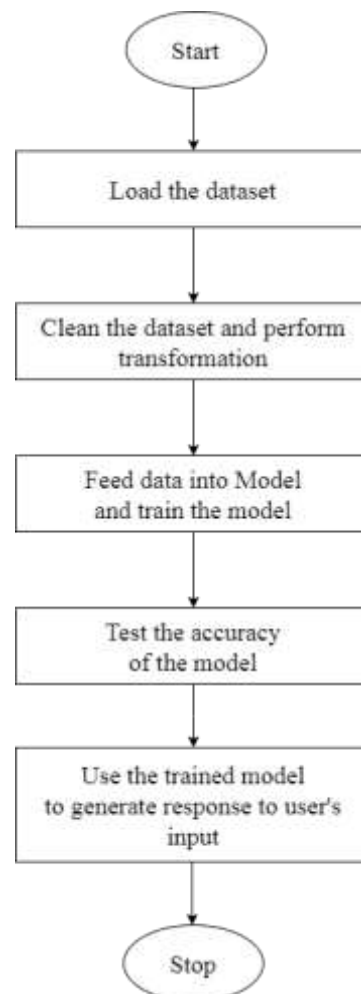 Start
Load the dataset
Clean the dataset and perform
transformation
Feed data into Model
and train the model
Test the accuracy
of the model
Use the trained model
to generate response to user's
input
Stop